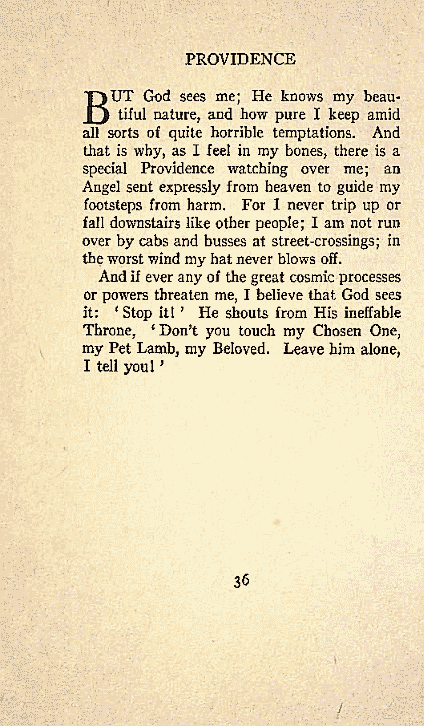 PROVIDENCE
BUT God sees me; He knows my beau-
tiful nature, and how pure I keep amid
all sorts of quite horrible temptations. And
that is why, as I feel in my bones, there is a
special Providence watching over me; an
Angel sent expressly from heaven to guide my
footsteps from harm. For I never trip up or
fall downstairs like other people; I am not run
over by cabs and busses at street-crossings; in
the worst wind my hat never blows off.
And if ever any of the great cosmic processes
or powers threaten me, I believe that God sees
it: ‘Stop it!’ He shouts from His ineffable
Throne, ‘Don’t you touch my Chosen One,
my Pet Lamb, my Beloved. Leave him alone,
I tell you!’
36